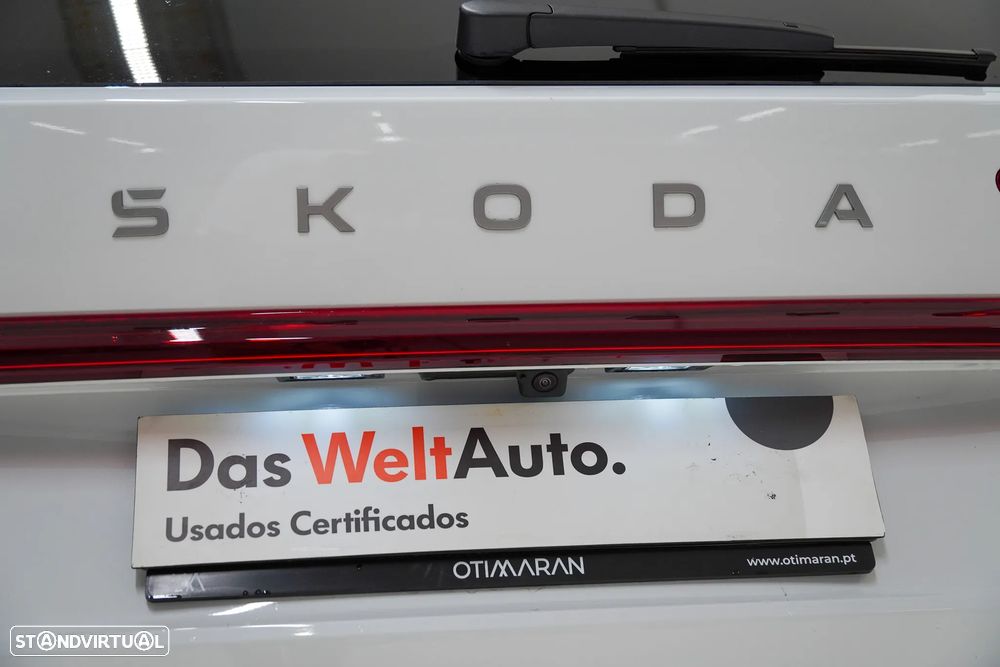 SKODA
Das WeltAuto.
Usados Certificados
OTIMARAN
www.otimaran.pt
STANDVIRTUAL